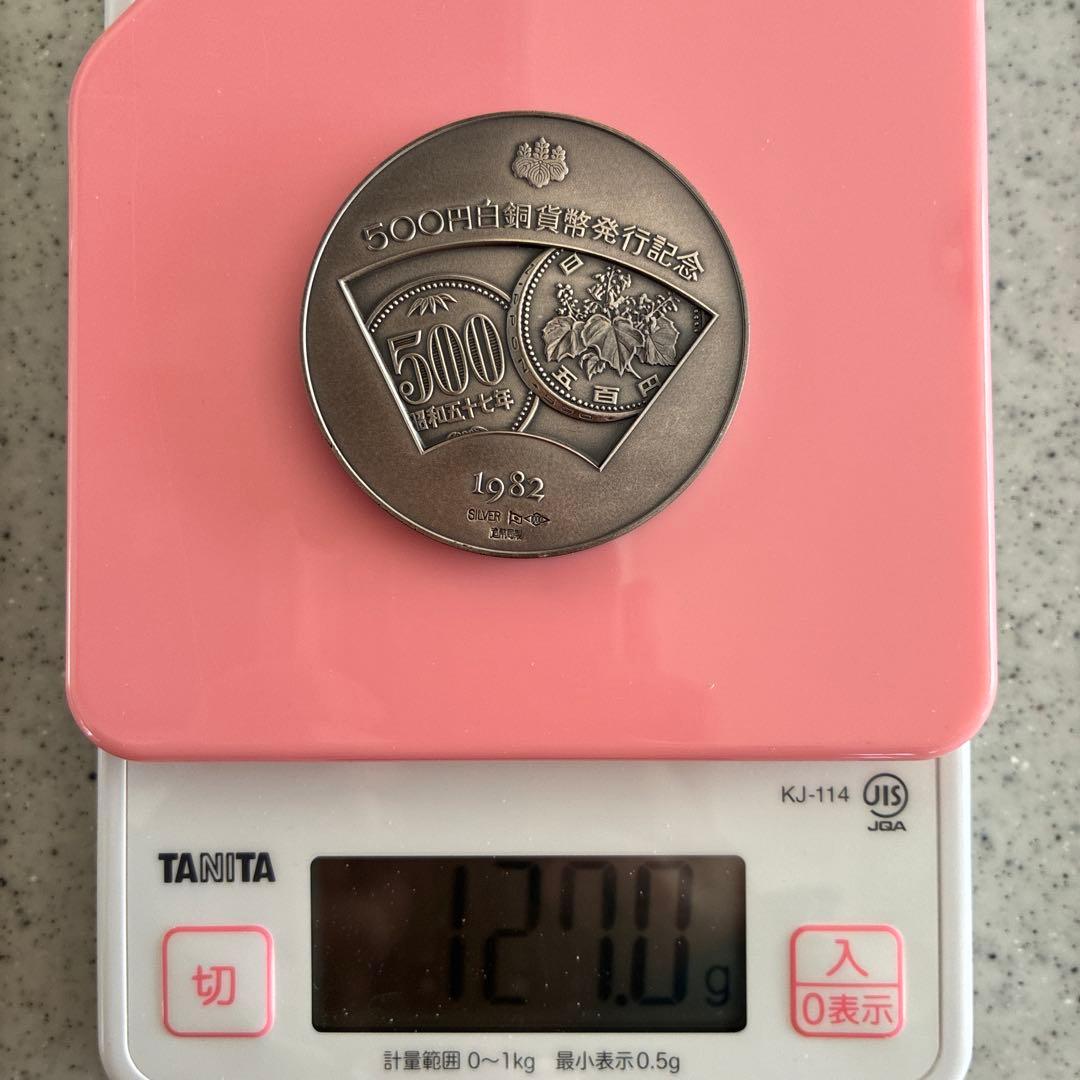 500円白銅貨幣発行記念
日
NIPPON
500
五百円
昭和五十七年
1982
SILVER
造幣局製
KJ-114 JIS
JQA
TANITA
127.0 g
切
入
0表示
計量範囲 0～1kg 最小表示0.5g